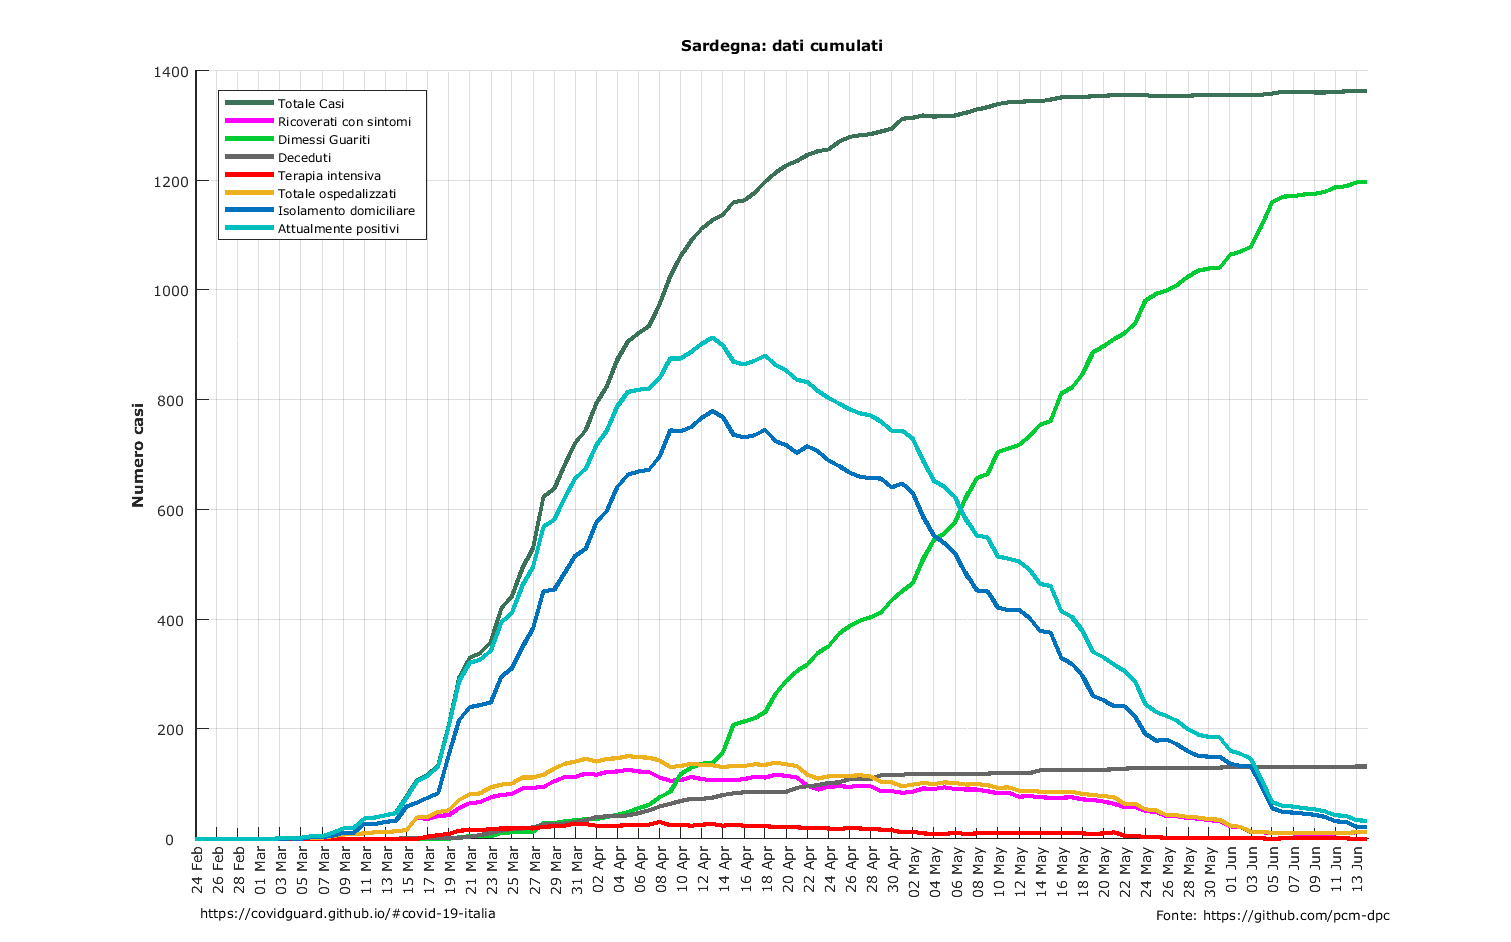 Sardegna: dati cumulati
1400
1200
1000
800
600
400
200
0
Numero casi
Totale Casi
Ricoverati con sintomi
Dimessi Guariti
Deceduti
Terapia intensiva
Totale ospedalizzati
Isolamento domiciliare
Attualmente positivi
24 Feb
26 Feb
28 Feb
01 Mar
03 Mar
05 Mar
07 Mar
09 Mar
11 Mar
13 Mar
15 Mar
17 Mar
19 Mar
21 Mar
23 Mar
25 Mar
27 Mar
29 Mar
31 Mar
02 Apr
04 Apr
06 Apr
08 Apr
10 Apr
12 Apr
14 Apr
16 Apr
18 Apr
20 Apr
22 Apr
24 Apr
26 Apr
28 Apr
30 Apr
02 May
04 May
06 May
08 May
10 May
12 May
14 May
16 May
18 May
20 May
22 May
24 May
26 May
28 May
30 May
01 Jun
03 Jun
05 Jun
07 Jun
09 Jun
11 Jun
13 Jun
https://covidguard.github.io/#covid-19-italia
Fonte: https://github.com/pcm-dpc